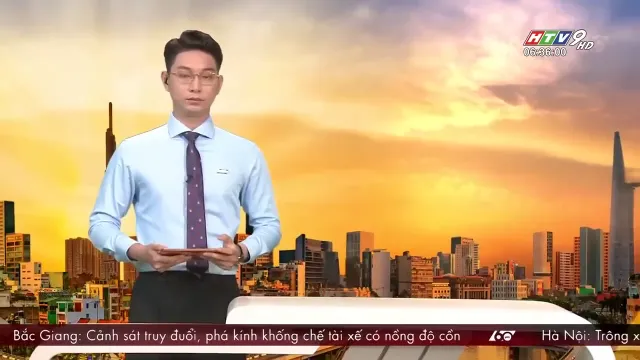 HTV9 HD
06:36:00
Bắc Giang: Cảnh sát truy đuổi, phá kính khống chế tài xế có nồng độ cồn
60 Hà Nội: Trông x